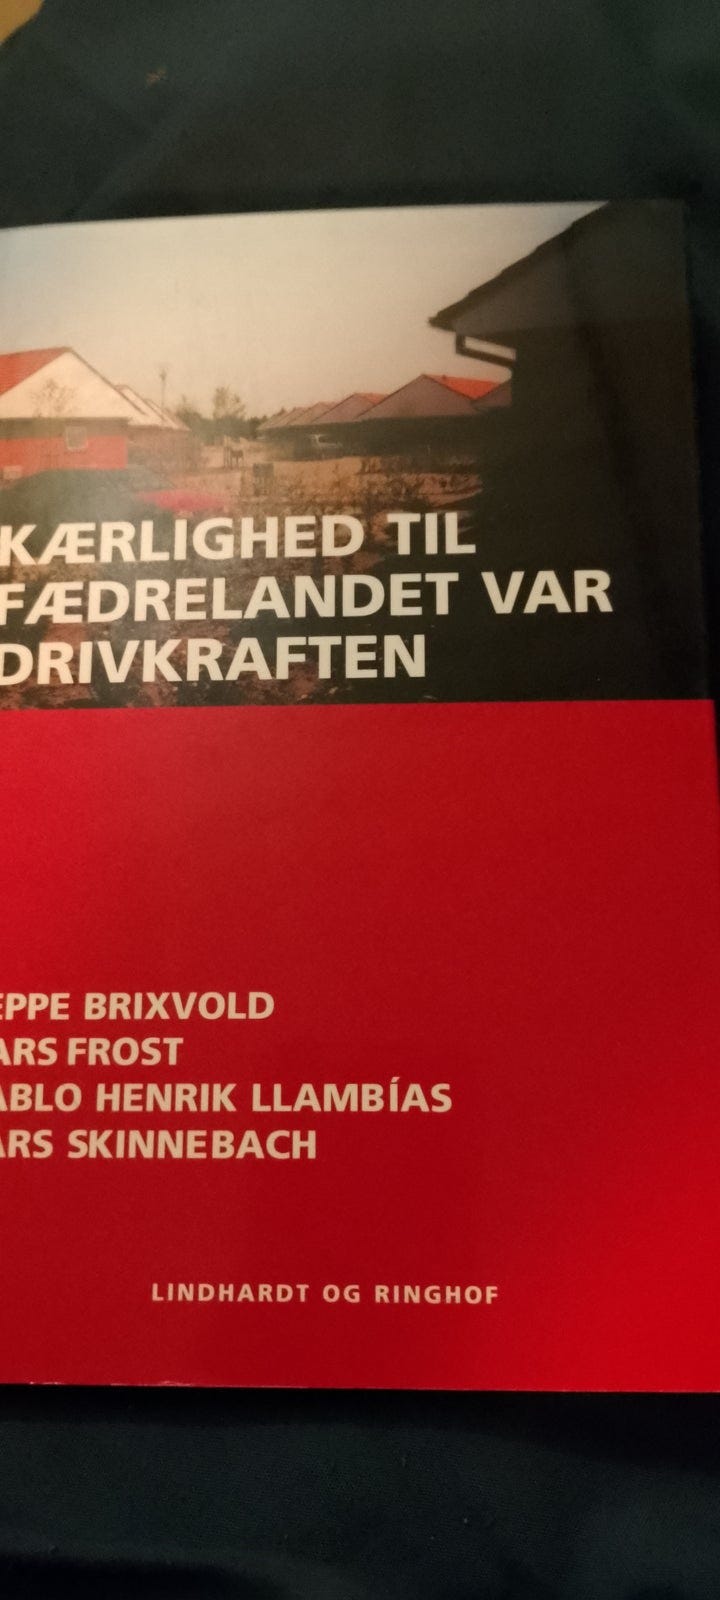 KÆRLIGHED TIL
FÆDRELANDET VAR
DRIVKRAFTEN
EPPE BRIXVOLD
ARS FROST
ABLO HENRIK LLAMBÍAS
ARS SKINNEBACH
LINDHARDT OG RINGHOF